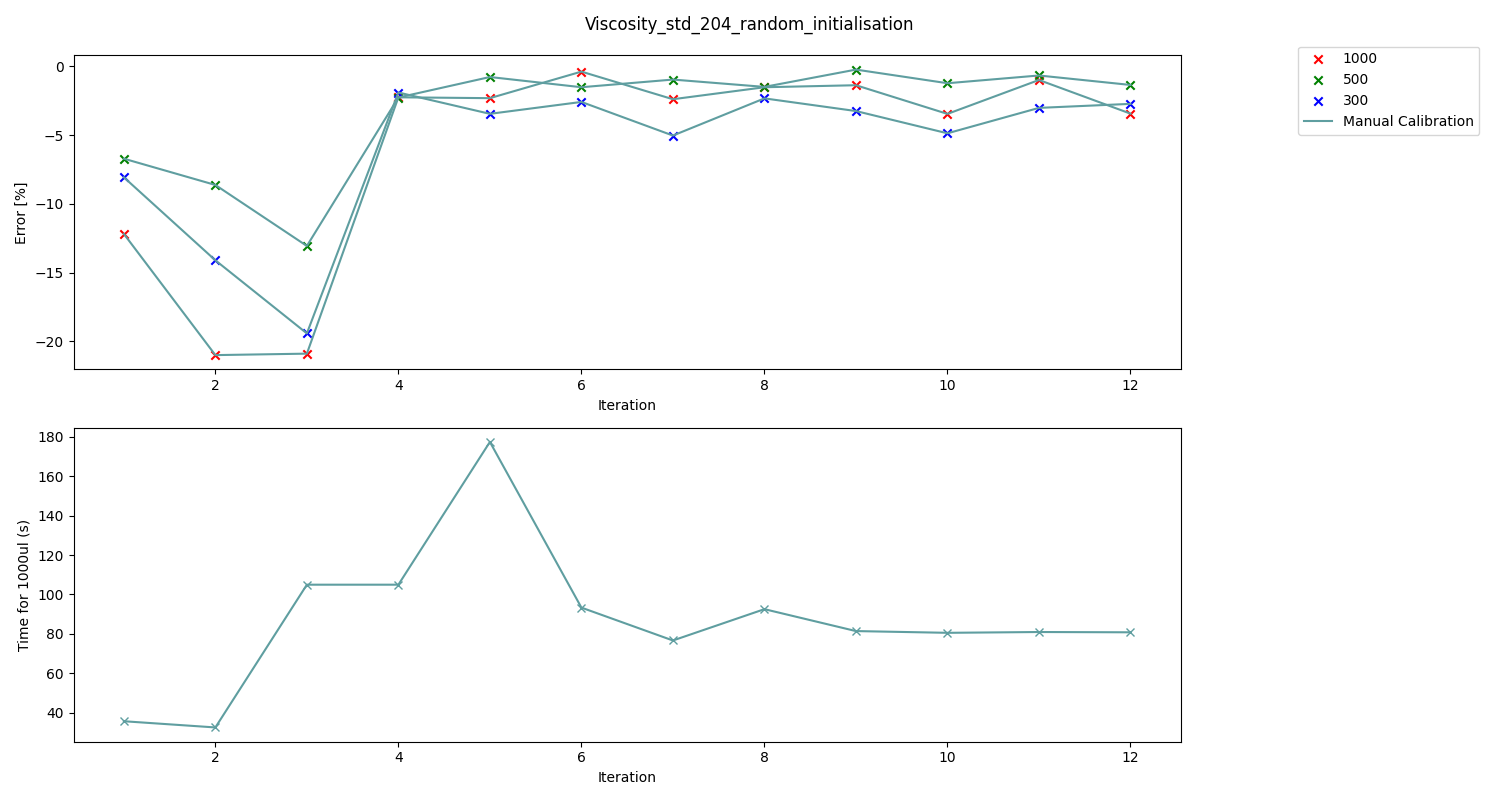 Viscosity_std_204_random_initialisation
1000
500
300
Manual Calibration
Error [%]
0
−5
−10
−15
−20
2 4 6 8 10 12
Iteration
Time for 1000ul (s)
180
160
140
120
100
80
60
40
2 4 6 8 10 12
Iteration